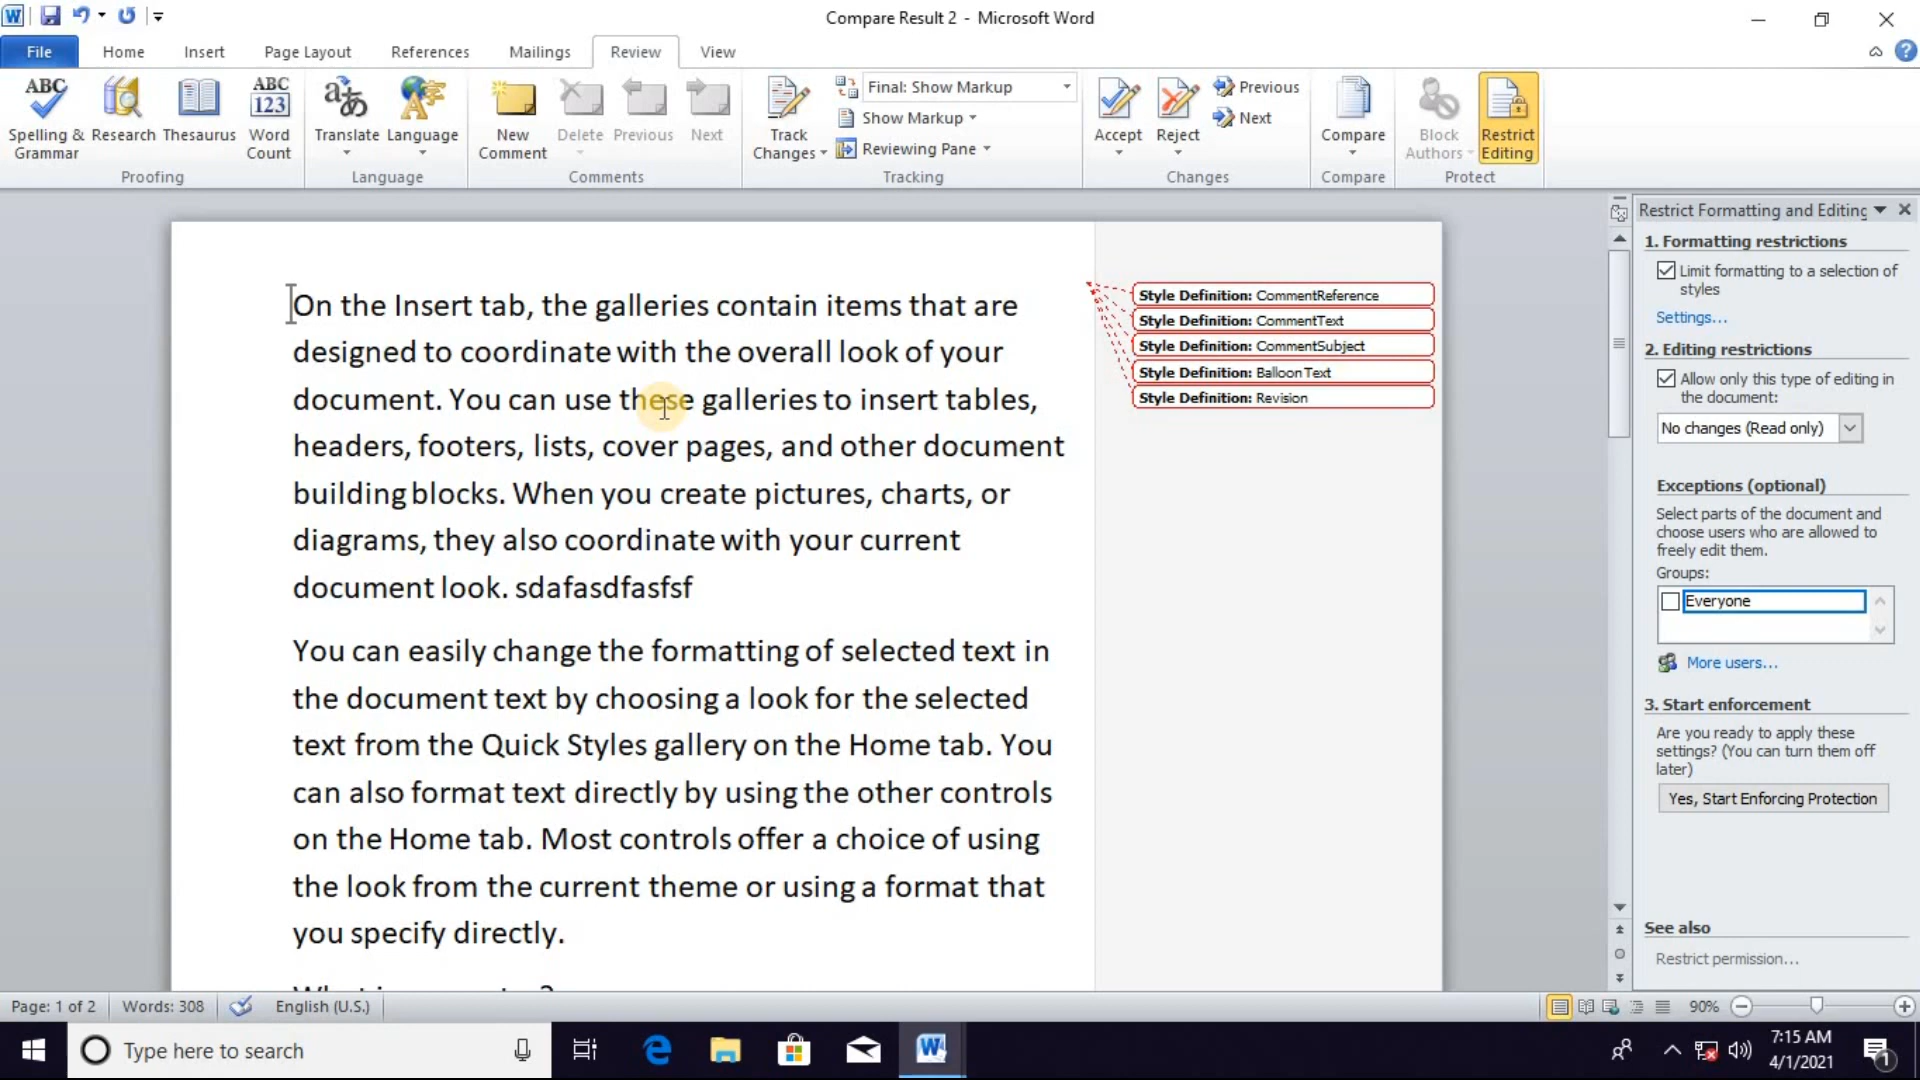 Compare Result 2 - Microsoft Word
File Home Insert Page Layout References Mailings Review View
ABC
Spelling &
Grammar
Research
Thesaurus
ABC
123
Word
Count
Proofing
Translate
Language
Language
New
Comment
Delete
Previous
Next
Comments
Track
Changes
Final: Show Markup
Show Markup
Reviewing Pane
Tracking
Accept
Reject
Previous
Next
Changes
Compare
Compare
Block
Authors
Restrict
Editing
Protect
On the Insert tab, the galleries contain items that are
designed to coordinate with the overall look of your
document. You can use these galleries to insert tables,
headers, footers, lists, cover pages, and other document
building blocks. When you create pictures, charts, or
diagrams, they also coordinate with your current
document look. sdafasdfasfsf
You can easily change the formatting of selected text in
the document text by choosing a look for the selected
text from the Quick Styles gallery on the Home tab. You
can also format text directly by using the other controls
on the Home tab. Most controls offer a choice of using
the look from the current theme or using a format that
you specify directly.
Style Definition: CommentReference
Style Definition: CommentText
Style Definition: CommentSubject
Style Definition: Balloon Text
Style Definition: Revision
Restrict Formatting and Editing
1. Formatting restrictions
Limit formatting to a selection of
styles
Settings...
2. Editing restrictions
Allow only this type of editing in
the document:
No changes (Read only)
Exceptions (optional)
Select parts of the document and
choose users who are allowed to
freely edit them.
Groups:
Everyone
More users...
3. Start enforcement
Are you ready to apply these
settings? (You can turn them off
later)
Yes, Start Enforcing Protection
See also
Restrict permission...
Page: 1 of 2 Words: 308 English (U.S.) 90%
Type here to search
7:15 AM
4/1/2021
1